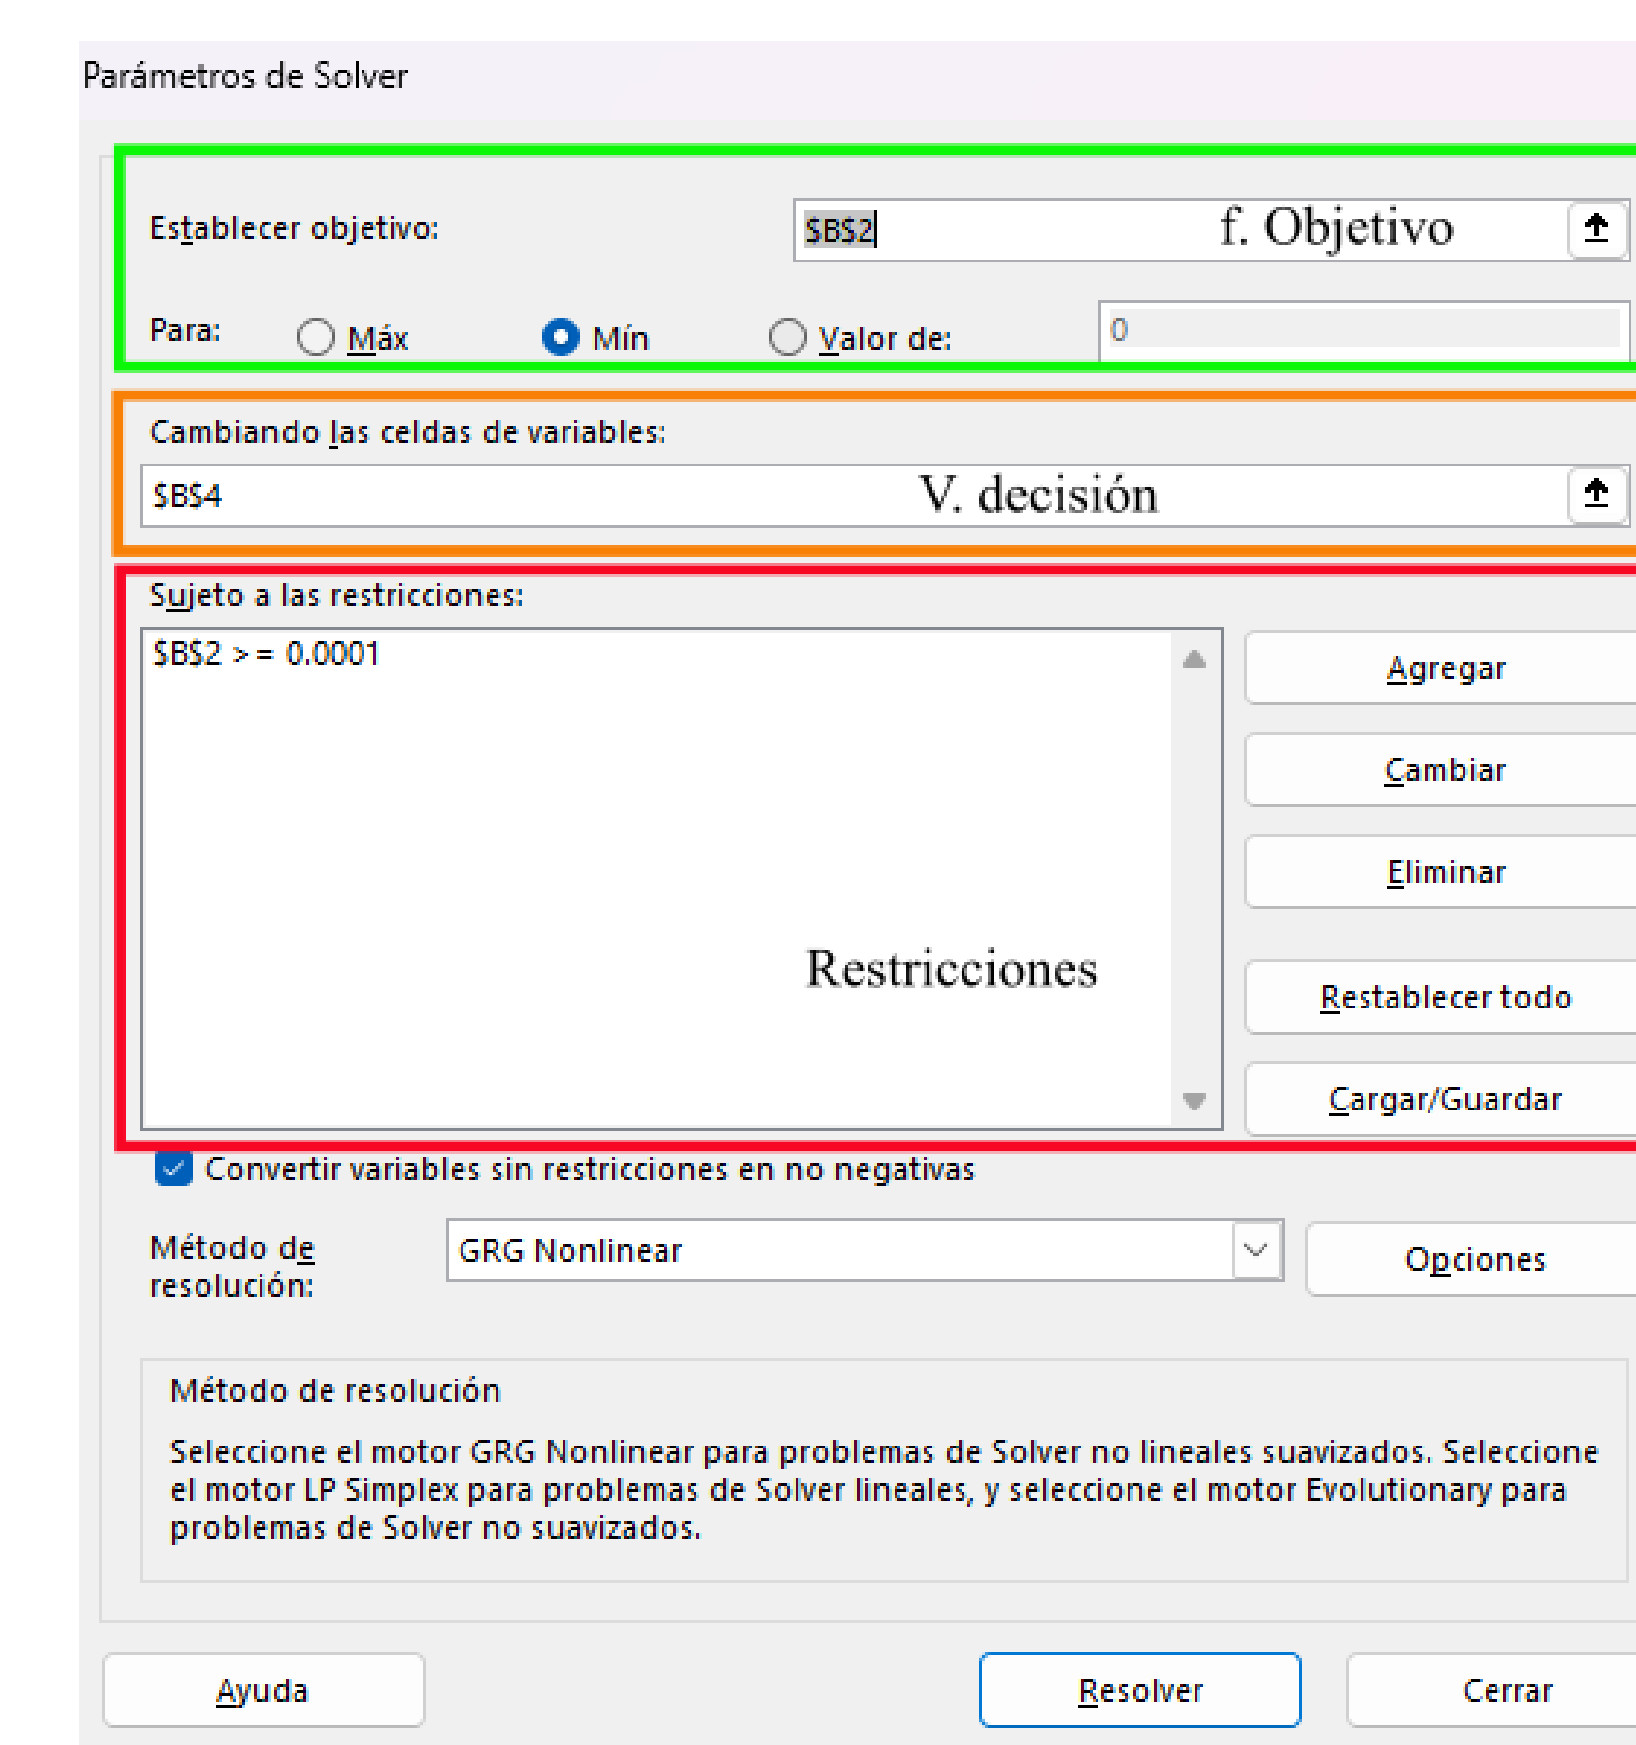 Parámetros de Solver
Establecer objetivo:
$B$2
f. Objetivo
Para:
Máx
Mín
Valor de:
0
Cambiando las celdas de variables:
$B$4
V. decisión
Sujeto a las restricciones:
$B$2 >= 0.0001
Agregar
Cambiar
Eliminar
Restricciones
Restablecer todo
Cargar/Guardar
Convertir variables sin restricciones en no negativas
Método de
resolución:
GRG Nonlinear
Opciones
Método de resolución
Seleccione el motor GRG Nonlinear para problemas de Solver no lineales suavizados. Seleccione
el motor LP Simplex para problemas de Solver lineales, y seleccione el motor Evolutionary para
problemas de Solver no suavizados.
Ayuda
Resolver
Cerrar